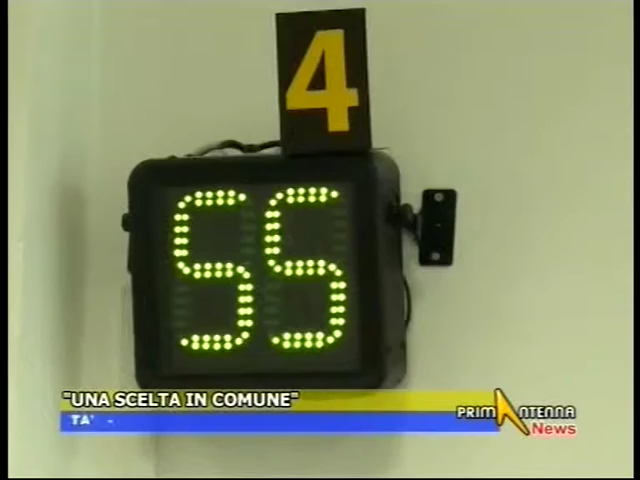 4
55
"UNA SCELTA IN COMUNE"
TA' -
PRIMANTENNA
News